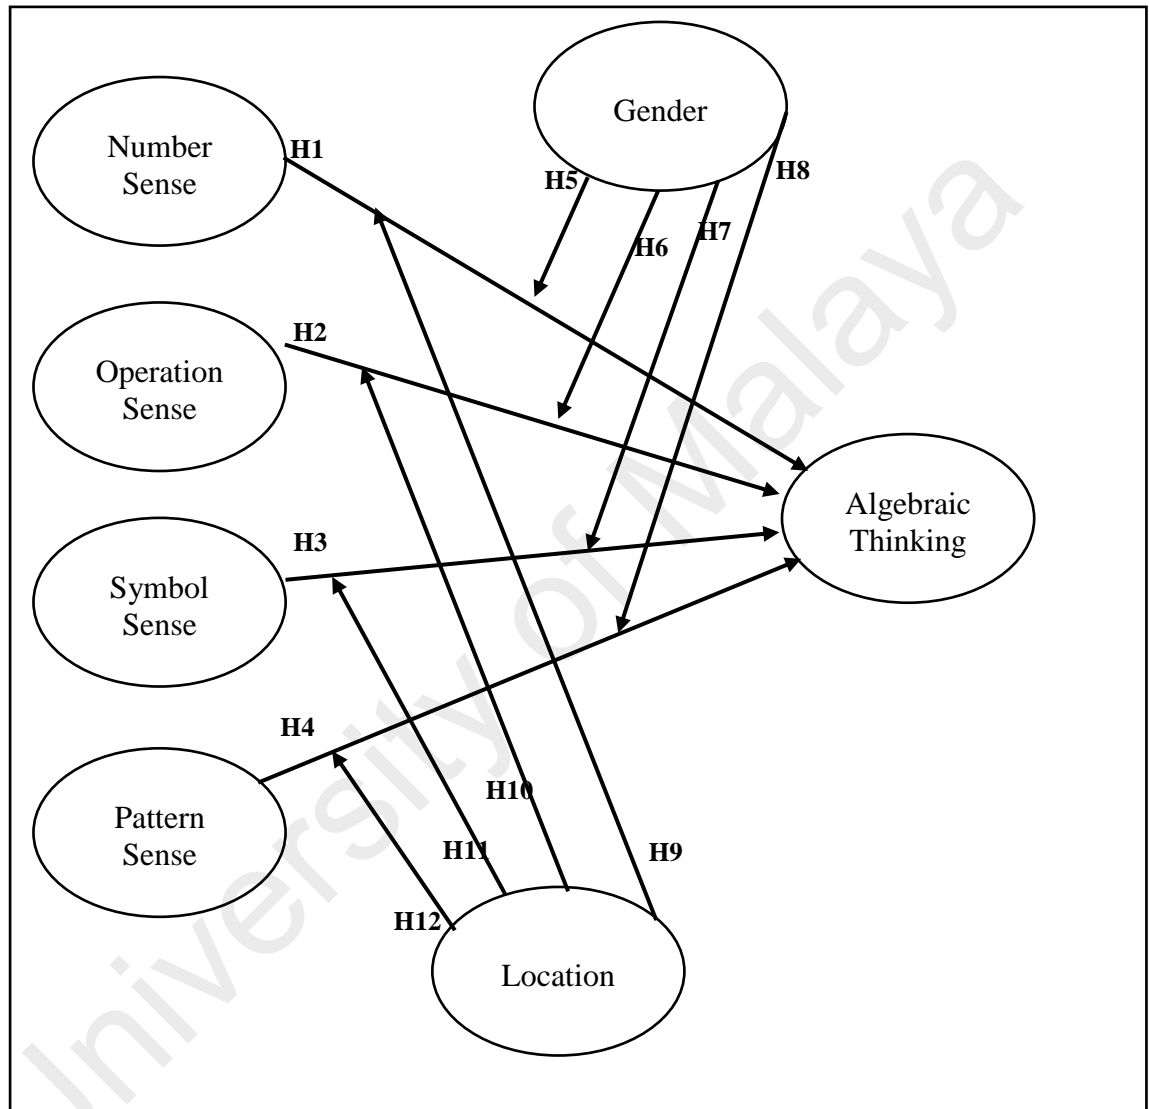 Gender
Number
Sense
H1
H5
H8
H6
H7
H2
Operation
Sense
Algebraic
Thinking
H3
Symbol
Sense
H4
Pattern
Sense
H10
H11
H9
H12
Location
University of Malaya